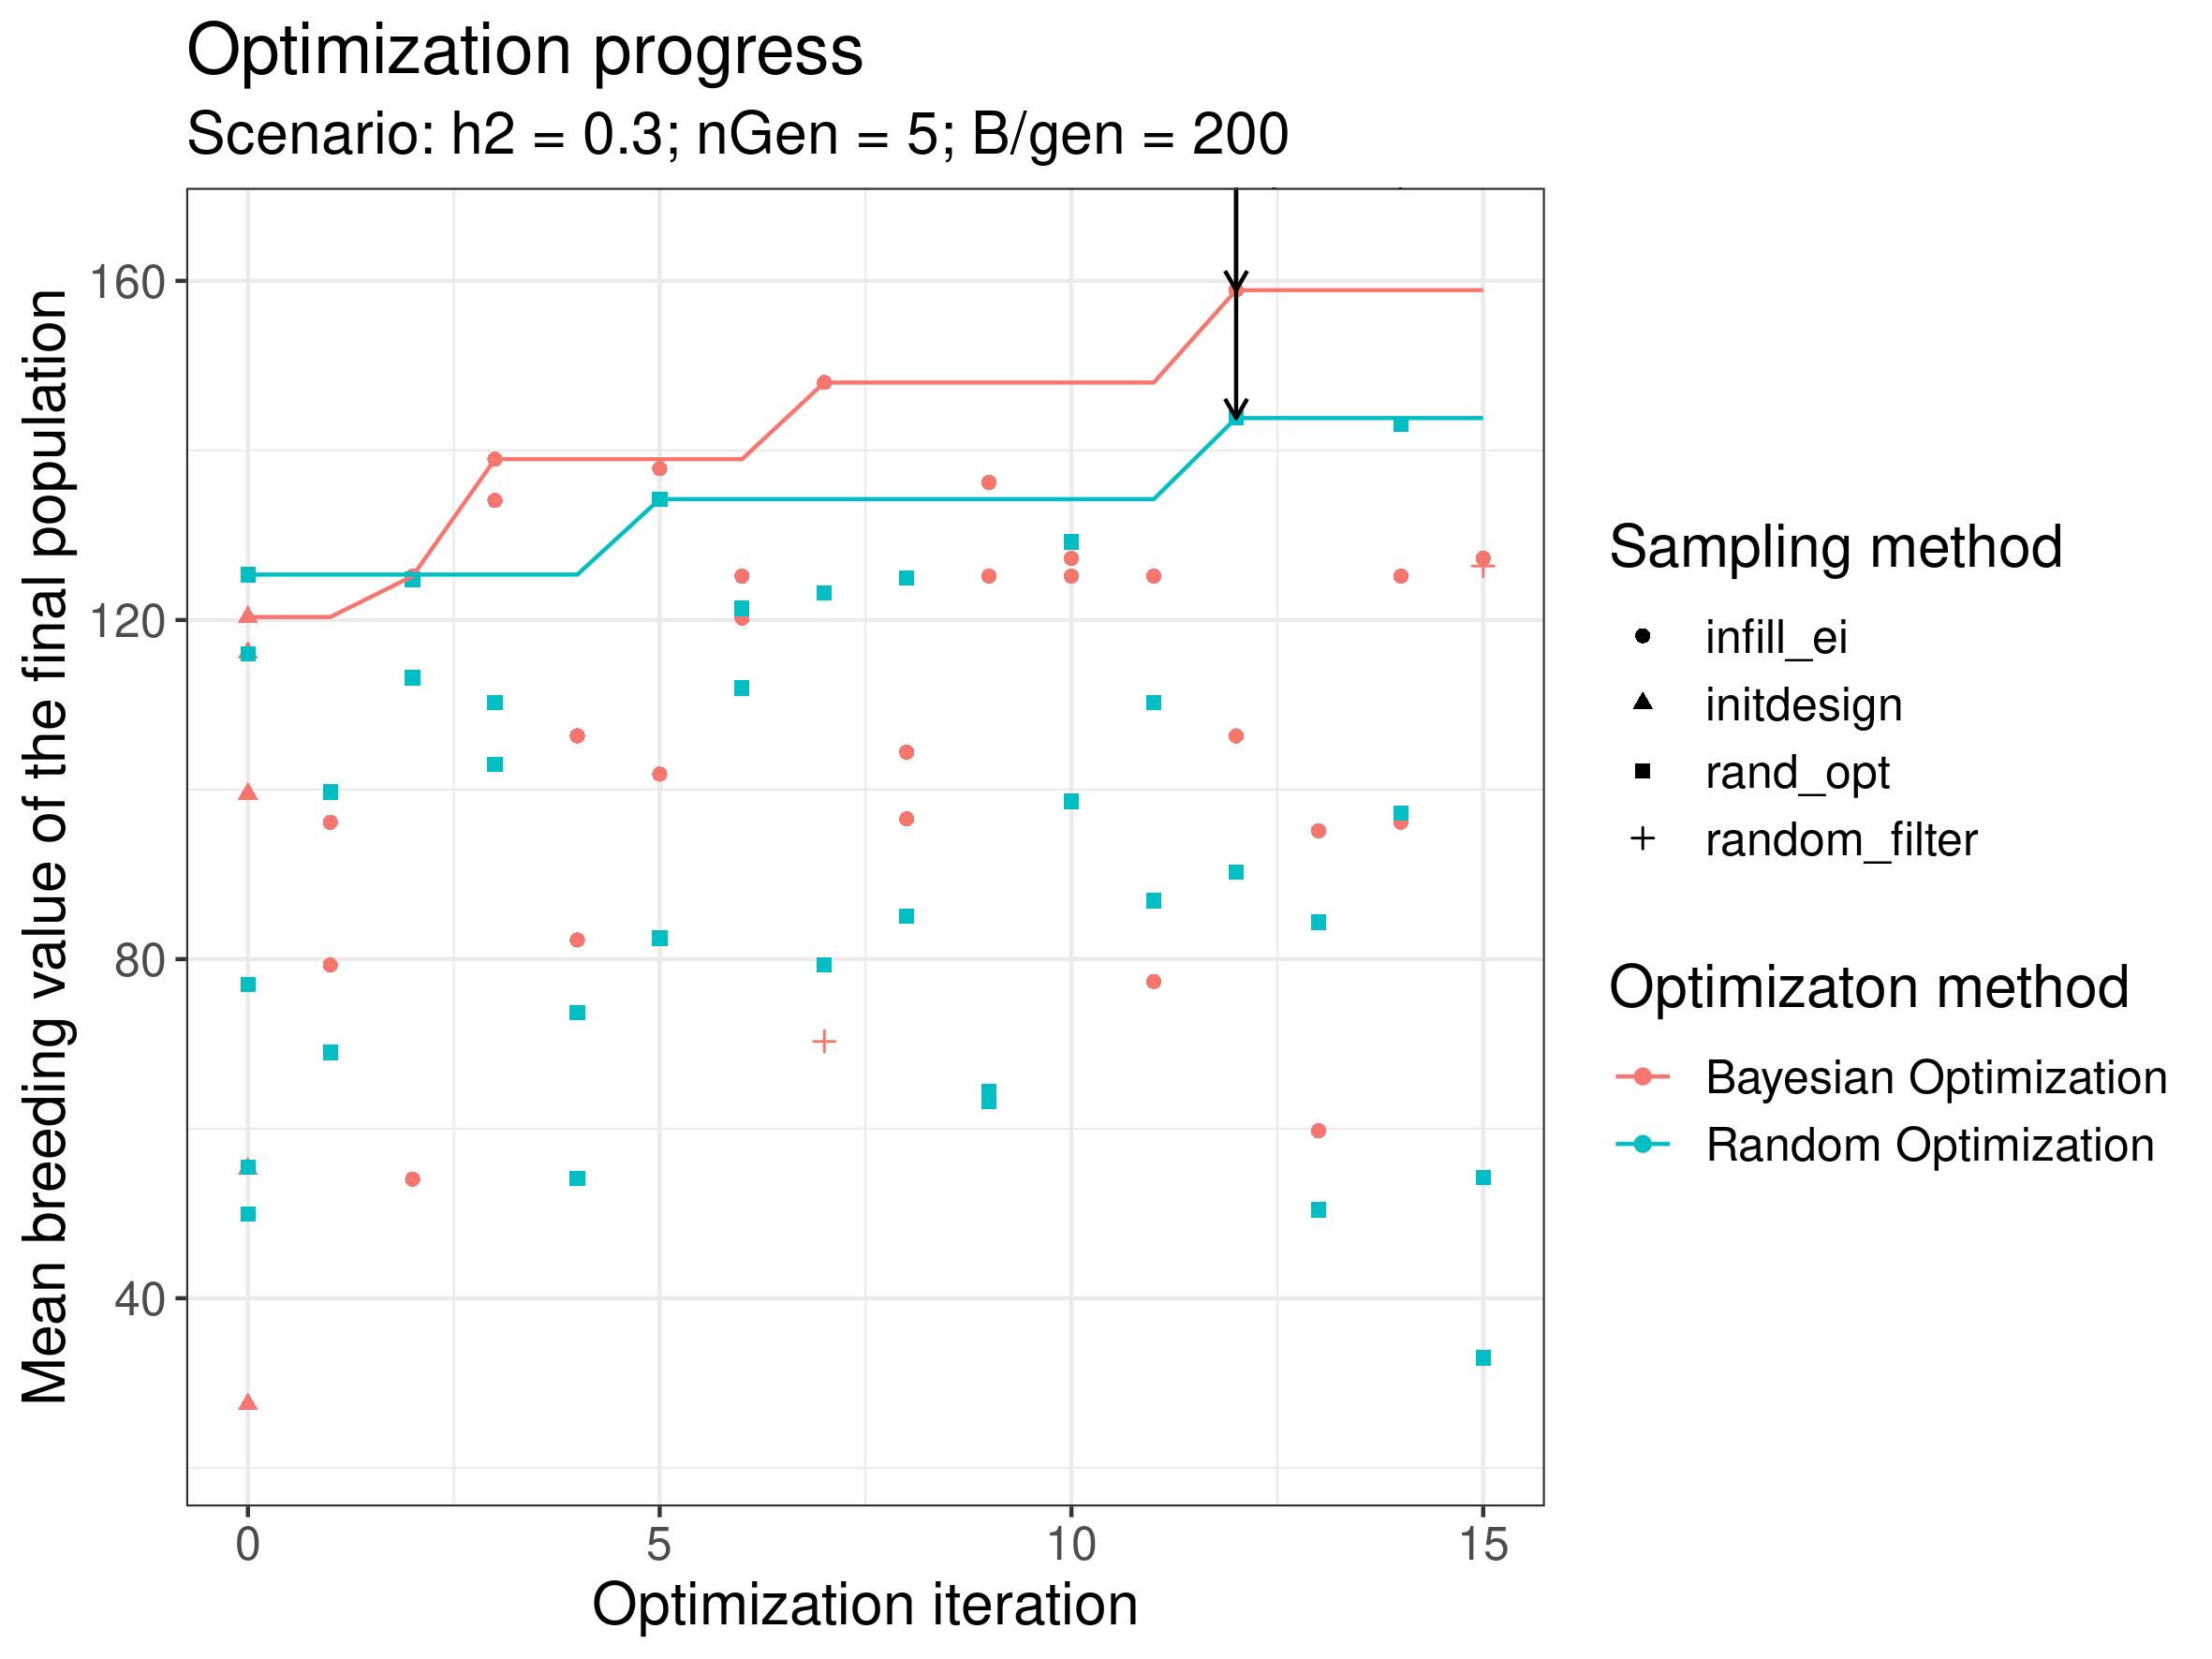 Optimization progress
Scenario: h2 = 0.3; nGen = 5; B/gen = 200
Mean breeding value of the final population
160
120
80
40
0
5
10
15
Optimization iteration
Sampling method
infill_ei
initdesign
rand_opt
random_filter
Optimizaton method
Bayesian Optimization
Random Optimization